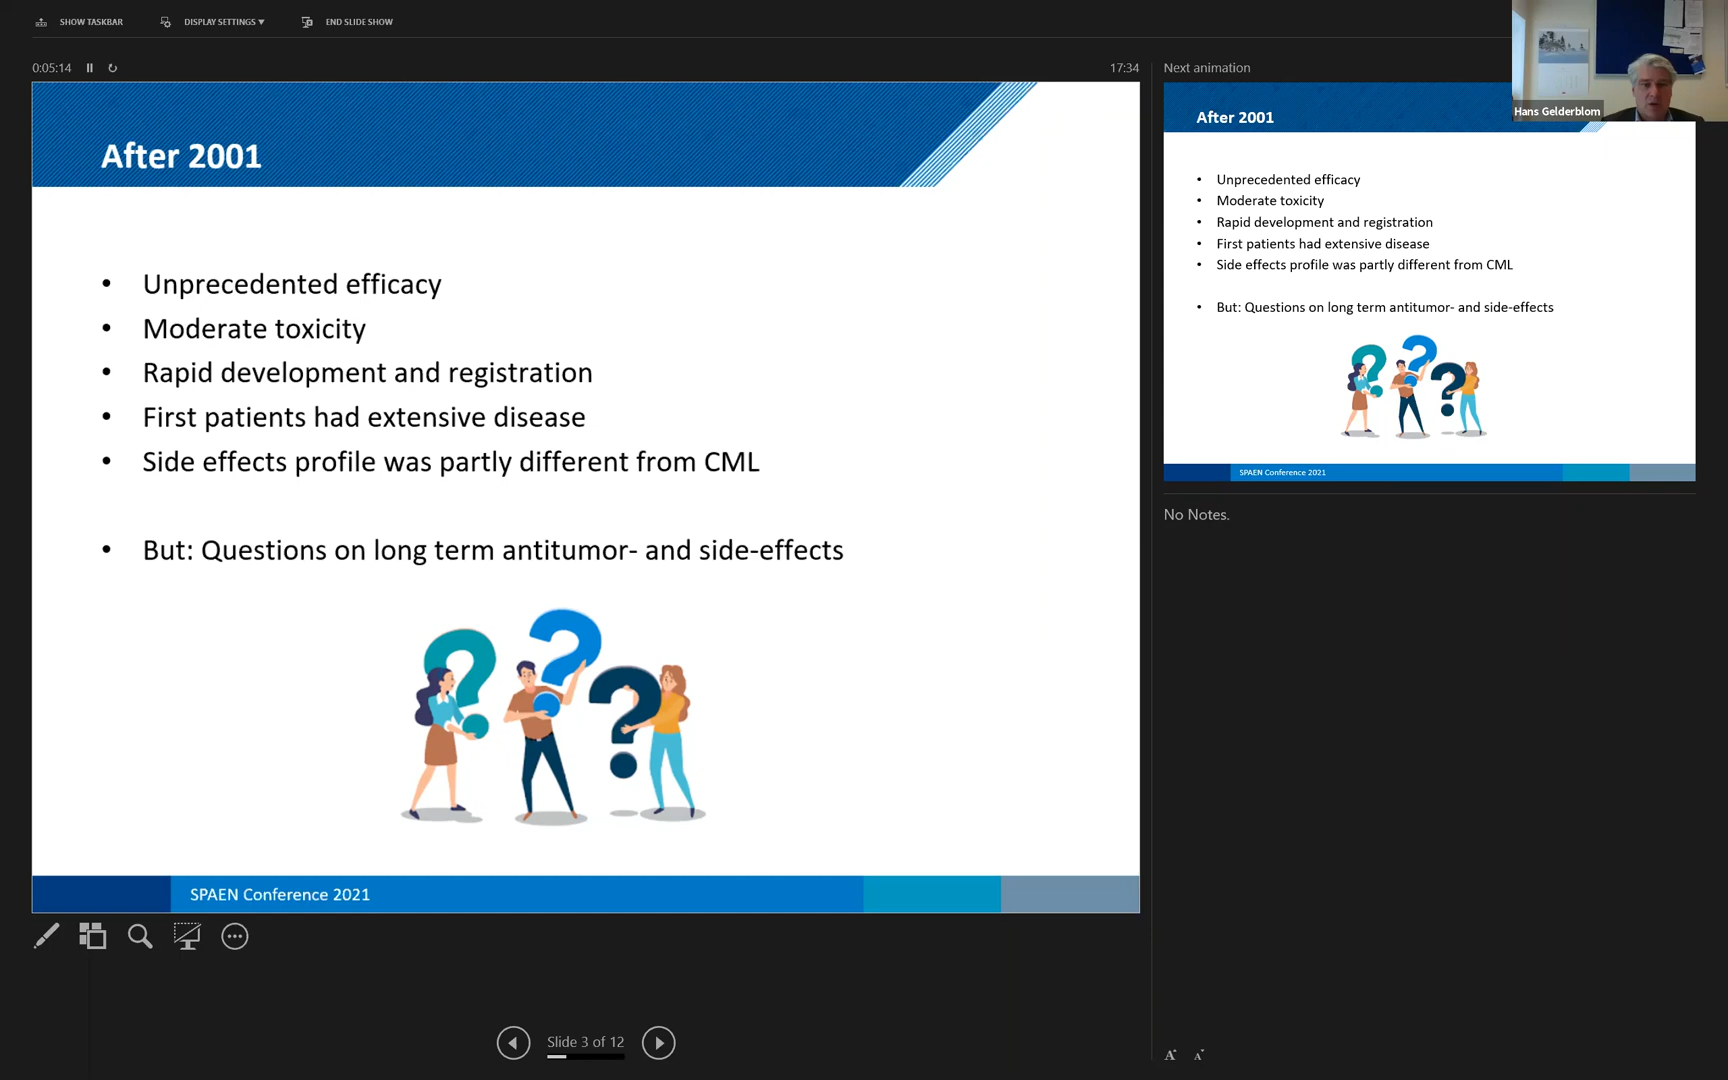 SHOW TASKBAR
DISPLAY SETTINGS ▾
END SLIDE SHOW
0:05:14
17:34
After 2001
• Unprecedented efficacy
• Moderate toxicity
• Rapid development and registration
• First patients had extensive disease
• Side effects profile was partly different from CML
• But: Questions on long term antitumor- and side-effects
? ? ?
SPAEN Conference 2021
Slide 3 of 12
Next animation
Hans Gelderblom
After 2001
• Unprecedented efficacy
• Moderate toxicity
• Rapid development and registration
• First patients had extensive disease
• Side effects profile was partly different from CML
• But: Questions on long term antitumor- and side-effects
? ? ?
SPAEN Conference 2021
No Notes.
A A